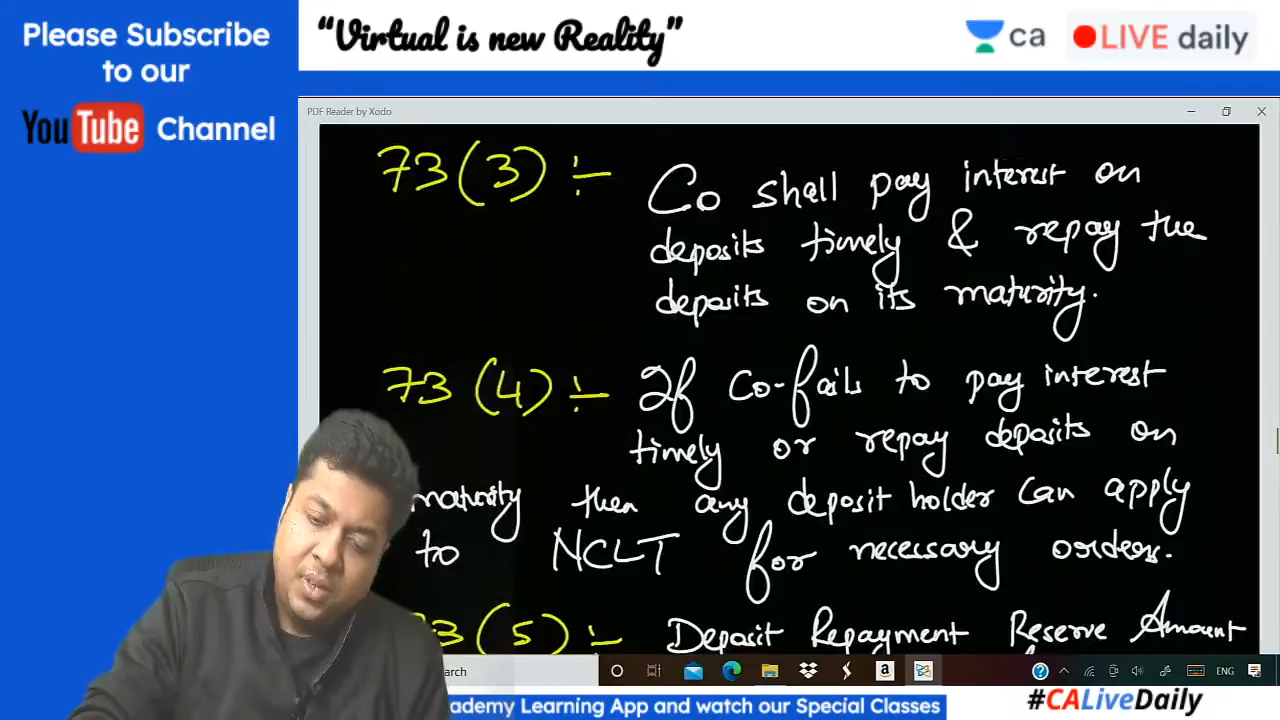 Please Subscribe
to our
YouTube Channel
“Virtual is new Reality”
ca
LIVE daily
PDF Reader by Xodo
73(3) :- Co shall pay interest on
deposits timely & repay the
deposits on its maturity.
73(4) :- If Co-fails to pay interest
timely or repay deposits on
maturity then any deposit holder can apply
to NCLT for necessary orders.
73(5) :- Deposit Repayment Reserve Amount
earch
ENG
ademy Learning App and watch our Special Classes
#CALiveDaily